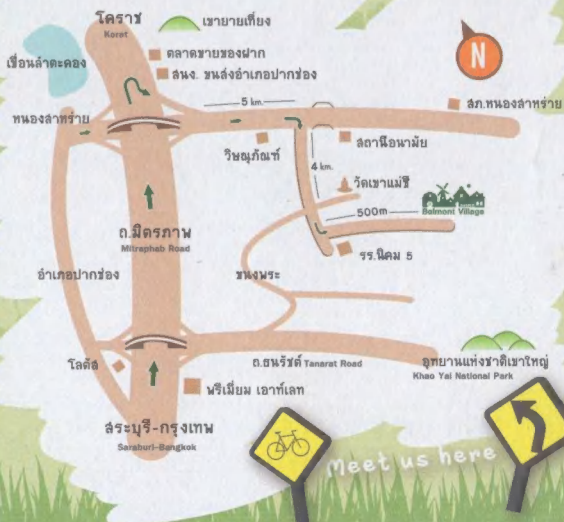 โคราช
Korat
เขายายเที่ยง
เขื่อนลำตะคอง
ตลาดขายของฝาก
สนง. ขนส่งอำเภอปากช่อง
N
5 km.
สภ.หนองสาหร่าย
หนองสาหร่าย
วิษณุภัณฑ์
สถานีอนามัย
4 km.
วัดเขาแม่ชี
500m
Belmont Village
ถ.มิตรภาพ
Mitraphab Road
รร.นิคม 5
อำเภอปากช่อง
ขนงพระ
โลตัส
ถ.ธนรัชต์ Tanarat Road
อุทยานแห่งชาติเขาใหญ่
Khao Yai National Park
พรีเมี่ยม เอาท์เลท
สระบุรี-กรุงเทพ
Saraburi-Bangkok
Meet us here